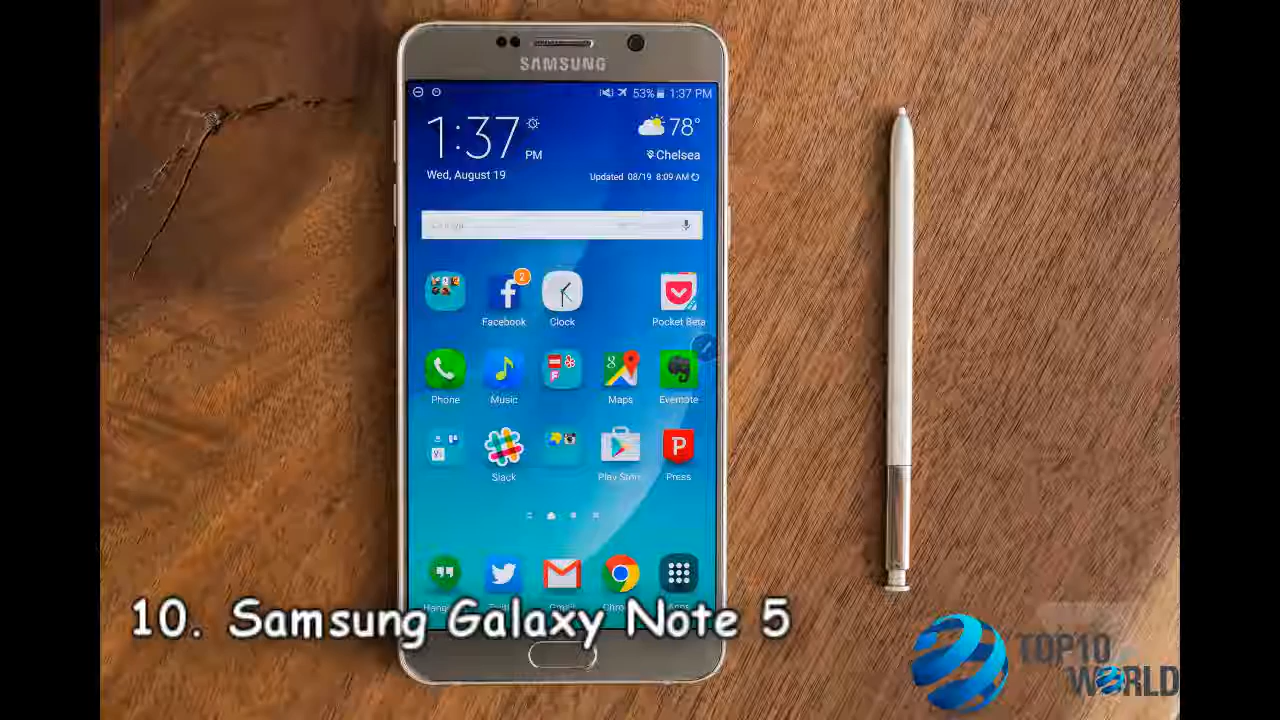 SAMSUNG
53% 1:37 PM
1:37 PM
78°
Chelsea
Wed, August 19
Updated 08/19 8:09 AM
2
Facebook
Clock
Pocket Beta
Phone
Music
Maps
Evernote
Slack
Play Store
Press
Gmail
Apps
10. Samsung Galaxy Note 5
TOP10
WORLD